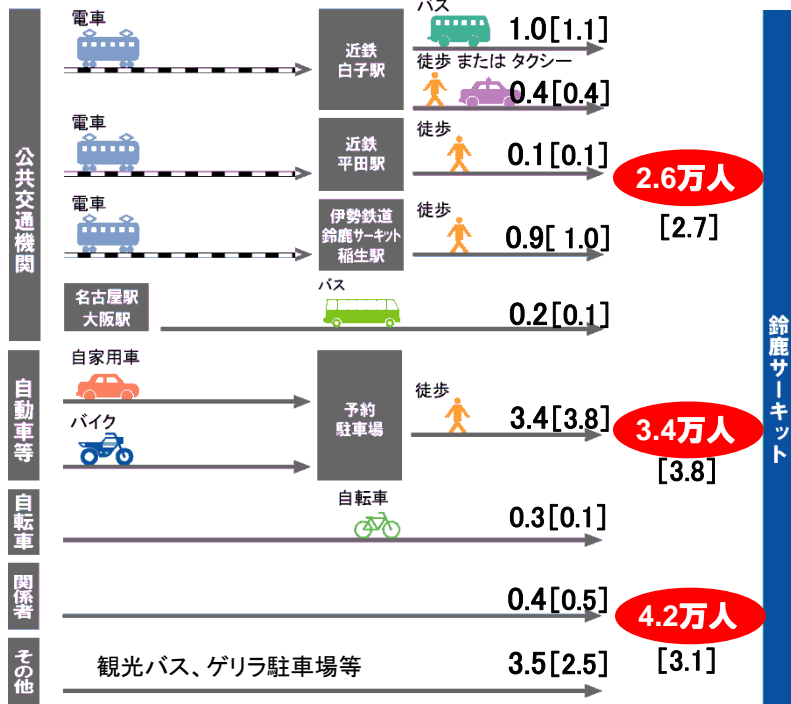 公共交通機関
電車
近鉄
白子駅
バス
1.0[1.1]
徒歩 または タクシー
0.4[0.4]
電車
近鉄
平田駅
徒歩
0.1[0.1]
電車
伊勢鉄道
鈴鹿サーキット
稲生駅
徒歩
0.9[ 1.0]
名古屋駅
大阪駅
バス
0.2[0.1]
2.6万人
[2.7]
自動車等
自家用車
バイク
予約
駐車場
徒歩
3.4[3.8]
3.4万人
[3.8]
自転車
自転車
0.3[0.1]
関係者
0.4[0.5]
その他
観光バス、ゲリラ駐車場等
3.5[2.5]
4.2万人
[3.1]
鈴鹿サーキット